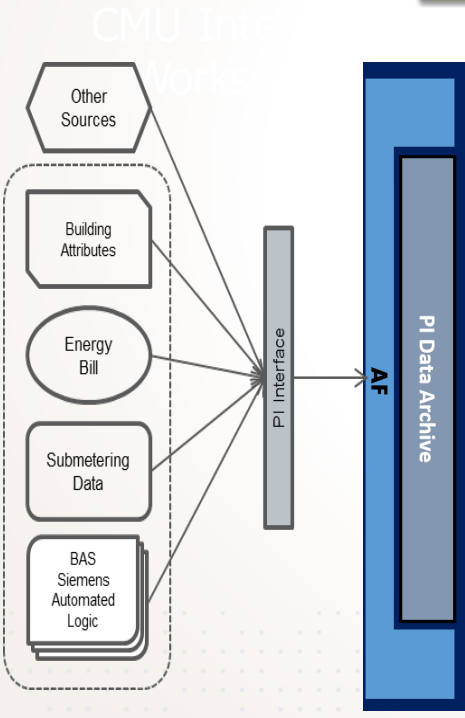 CMU Inte
Works
Other
Sources
Building
Attributes
Energy
Bill
Submetering
Data
BAS
Siemens
Automated
Logic
PI Interface
AF
PI Data Archive